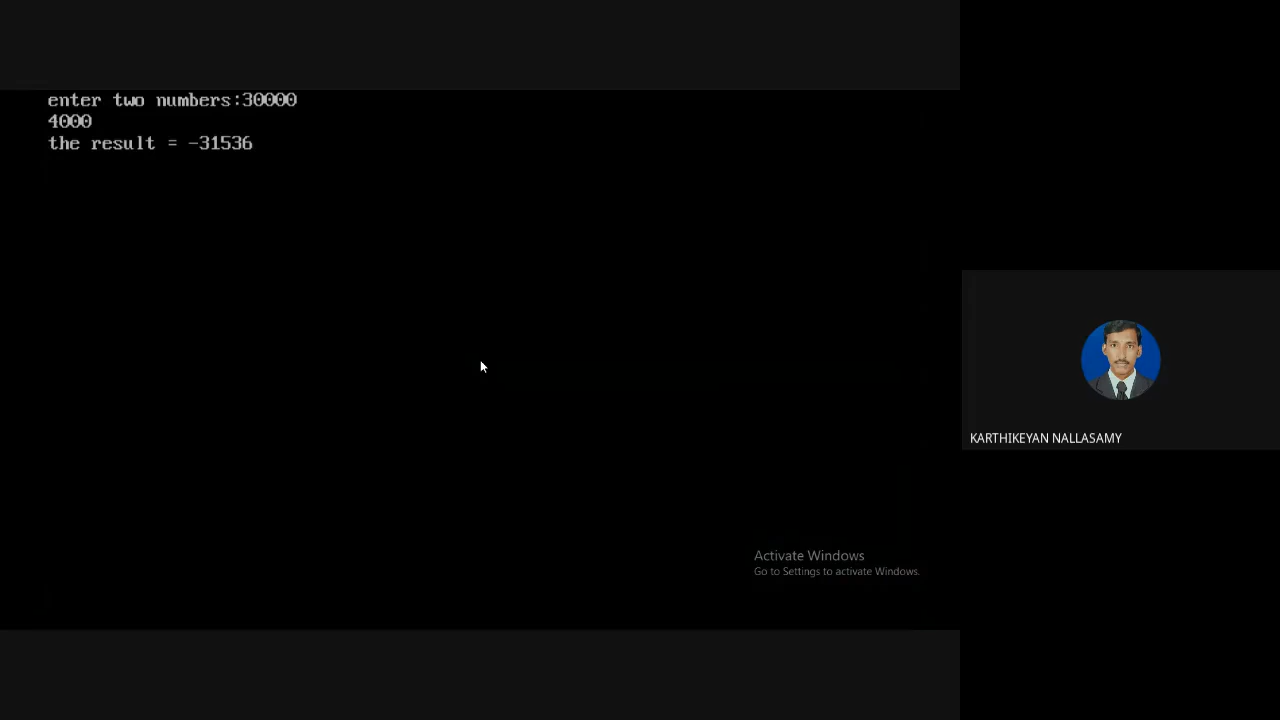 enter two numbers:30000
4000
the result = -31536
KARTHIKEYAN NALLASAMY
Activate Windows
Go to Settings to activate Windows.